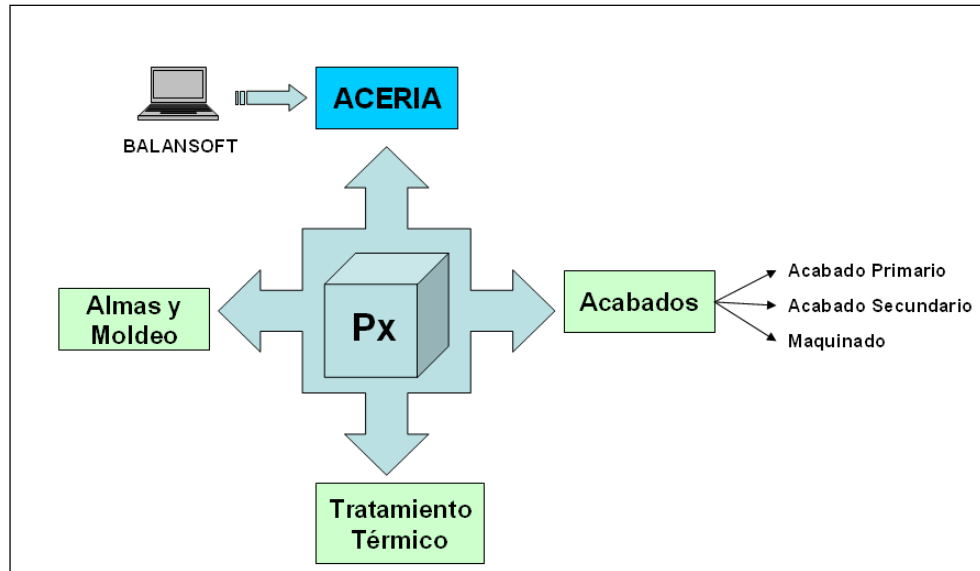 ACERIA
BALANSOFT
Almas y
Moldeo
Px
Acabados
Acabado Primario
Acabado Secundario
Maquinado
Tratamiento
Térmico